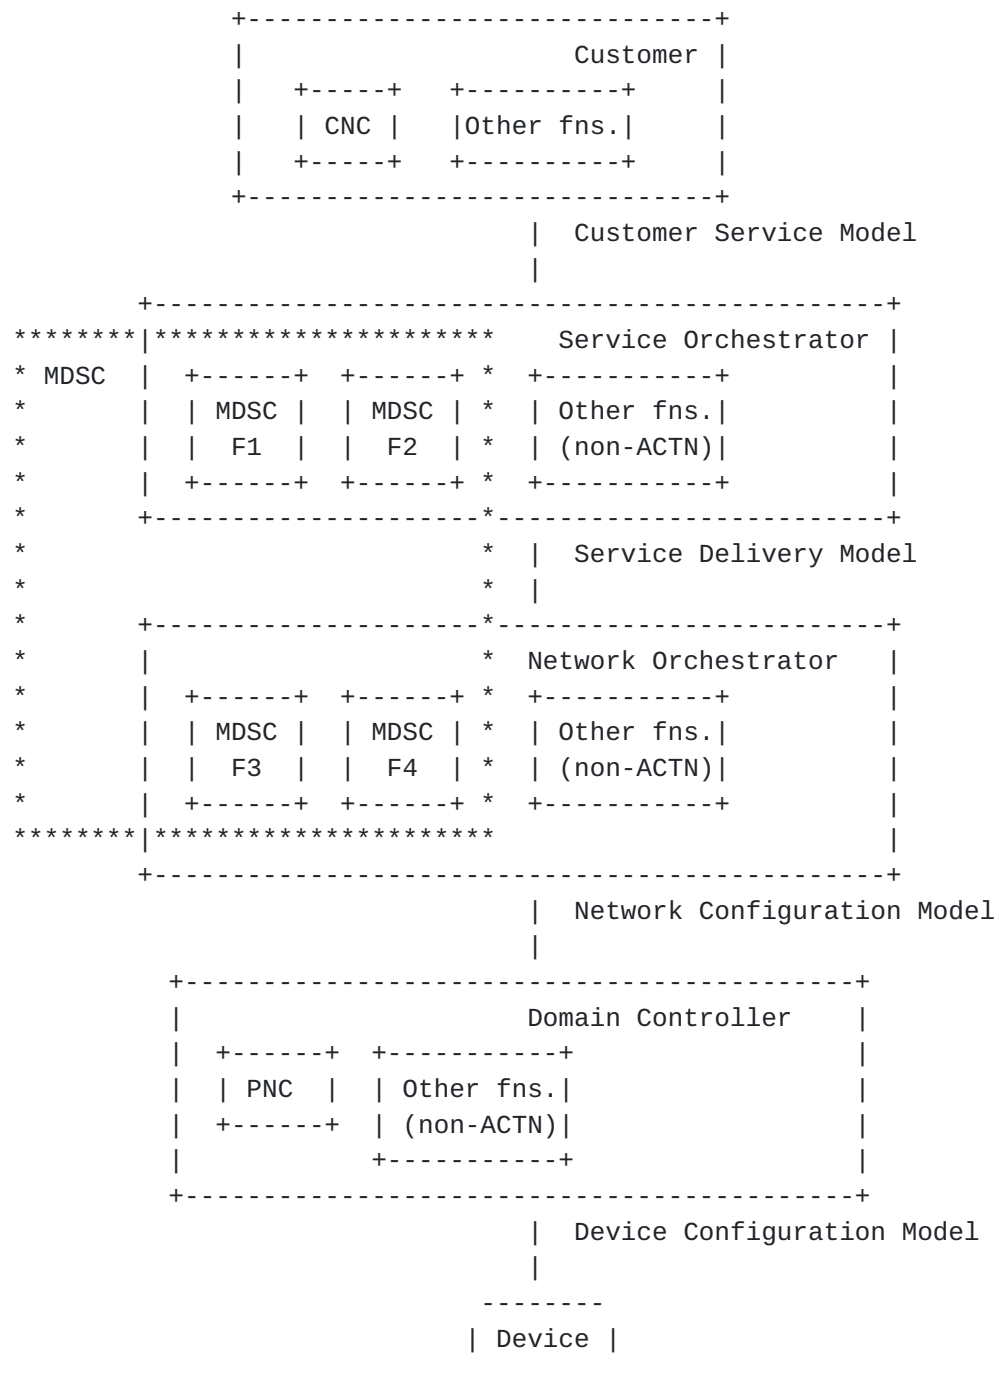 +------------------------------+
|                     Customer |
|   +-----+   +----------+     |
|   | CNC |   |Other fns.|     |
|   +-----+   +----------+     |
+------------------------------+
|  Customer Service Model
|
+-----------------------------------------------+
********|**********************    Service Orchestrator |
* MDSC  |  +------+  +------+ *  +-----------+          |
*       |  | MDSC |  | MDSC | *  | Other fns.|          |
*       |  |  F1  |  |  F2  | *  | (non-ACTN)|          |
*       |  +------+  +------+ *  +-----------+          |
*       +---------------------*-------------------------+
*                             *  |  Service Delivery Model
*                             *  |
*       +---------------------*-------------------------+
*       |                     *  Network Orchestrator   |
*       |  +------+  +------+ *  +-----------+          |
*       |  | MDSC |  | MDSC | *  | Other fns.|          |
*       |  |  F3  |  |  F4  | *  | (non-ACTN)|          |
*       |  +------+  +------+ *  +-----------+          |
********|**********************                         |
+-----------------------------------------------+
|  Network Configuration Model
|
+-------------------------------------------+
|                      Domain Controller    |
|  +------+  +-----------+                  |
|  | PNC  |  | Other fns.|                  |
|  +------+  | (non-ACTN)|                  |
|            +-----------+                  |
+-------------------------------------------+
|  Device Configuration Model
|
--------
| Device |